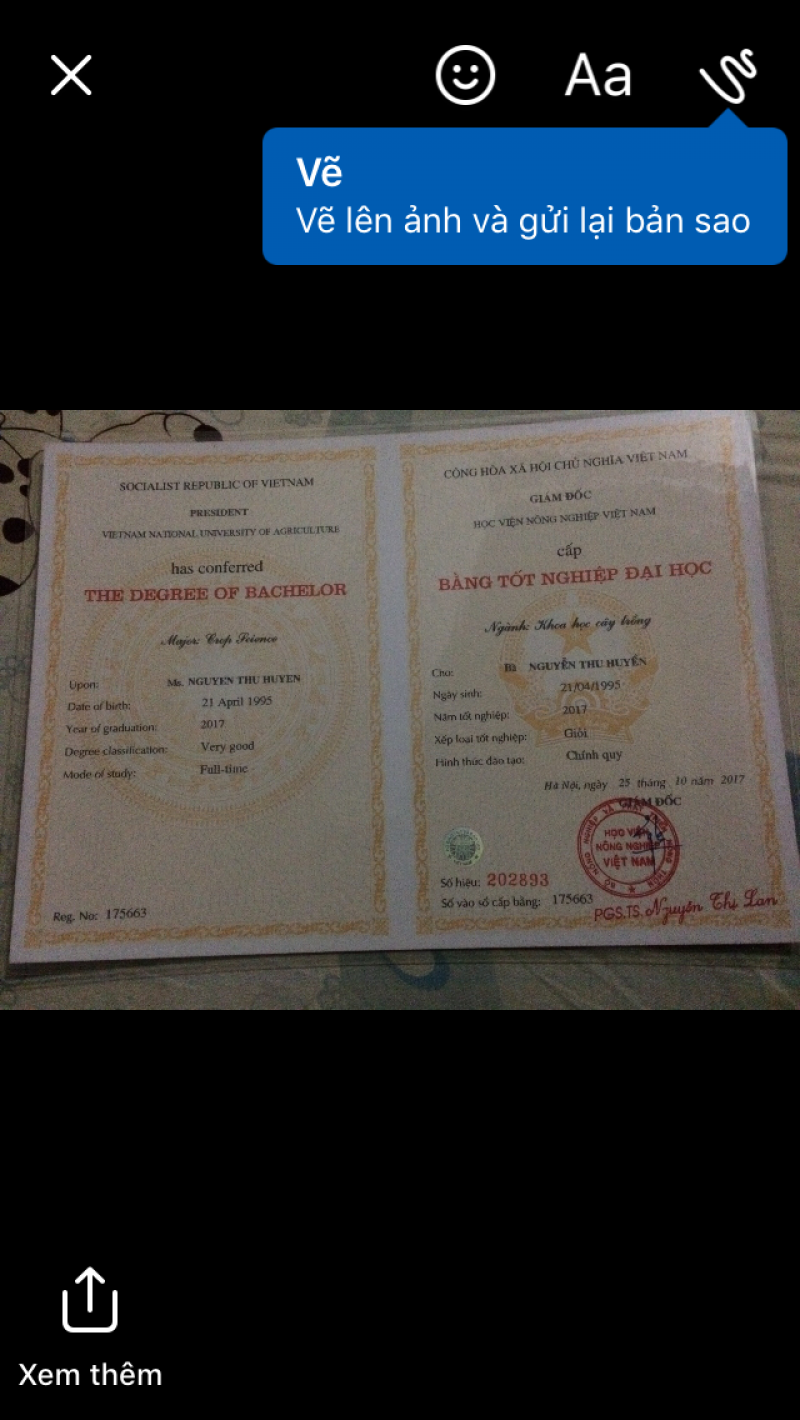 Aa
Vẽ
Vẽ lên ảnh và gửi lại bản sao
SOCIALIST REPUBLIC OF VIETNAM
PRESIDENT
VIETNAM NATIONAL UNIVERSITY OF AGRICULTURE
has conferred
THE DEGREE OF BACHELOR
Major: Crop Science
Upon: Ms. NGUYEN THU HUYEN
Date of birth: 21 April 1995
Year of graduation: 2017
Degree classification: Very good
Mode of study: Full-time
Reg. No: 175663
CỘNG HÒA XÃ HỘI CHỦ NGHĨA VIỆT NAM
GIÁM ĐỐC
HỌC VIỆN NÔNG NGHIỆP VIỆT NAM
cấp
BẰNG TỐT NGHIỆP ĐẠI HỌC
Ngành: Khoa học cây trồng
Cho: Bà NGUYỄN THU HUYỀN
Ngày sinh: 21/04/1995
Năm tốt nghiệp: 2017
Xếp loại tốt nghiệp: Giỏi
Hình thức đào tạo: Chính quy
Hà Nội, ngày 25 tháng 10 năm 2017
GIÁM ĐỐC
HỌC VIỆN
NÔNG NGHIỆP
VIỆT NAM
Số hiệu: 202893
Số vào sổ cấp bằng: 175663
PGS.TS. Nguyễn Thị Lan
Xem thêm